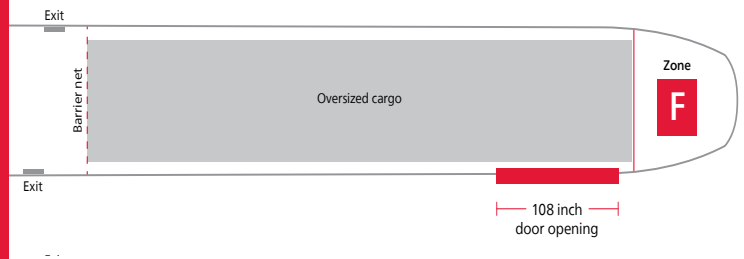 Exit
Barrier net
Oversized cargo
Zone
F
Exit
108 inch
door opening